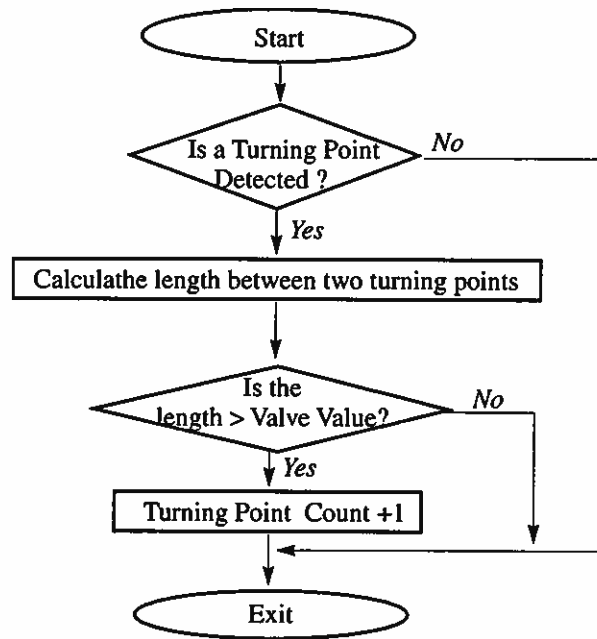 Start
Is a Turning Point
Detected ?
No
Yes
Calculathe length between two turning points
Is the
length > Valve Value?
No
Yes
Turning Point Count +1
Exit